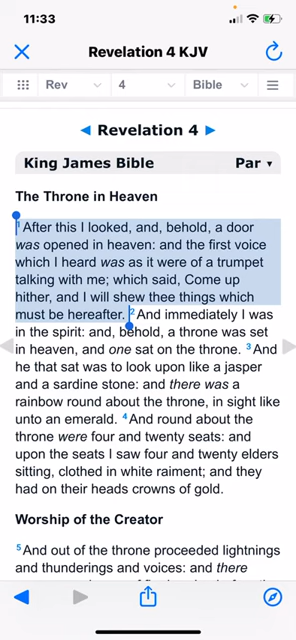 11:33
Revelation 4 KJV
Rev 4 Bible
Revelation 4
King James Bible Par
The Throne in Heaven
1 After this I looked, and, behold, a door
was opened in heaven: and the first voice
which I heard was as it were of a trumpet
talking with me; which said, Come up
hither, and I will shew thee things which
must be hereafter. 2 And immediately I was
in the spirit: and, behold, a throne was set
in heaven, and one sat on the throne. 3 And
he that sat was to look upon like a jasper
and a sardine stone: and there was a
rainbow round about the throne, in sight like
unto an emerald. 4 And round about the
throne were four and twenty seats: and
upon the seats I saw four and twenty elders
sitting, clothed in white raiment; and they
had on their heads crowns of gold.
Worship of the Creator
5 And out of the throne proceeded lightnings
and thunderings and voices: and there